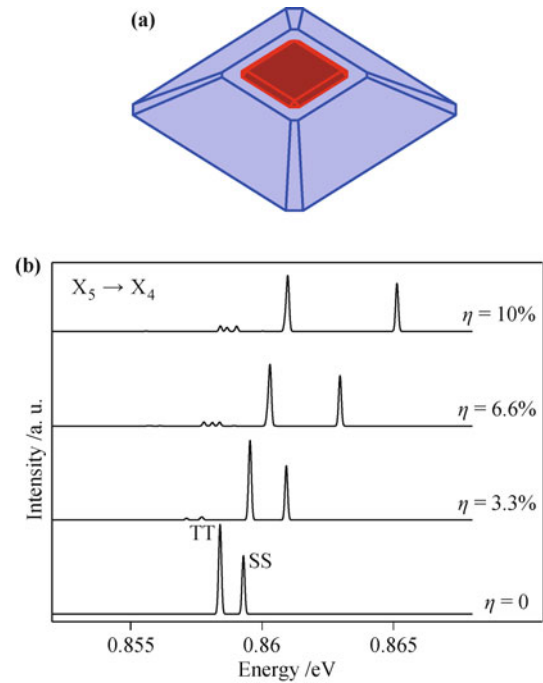 (a)
(b)
X₅ → X₄
η = 10%
η = 6.6%
η = 3.3%
TT
SS
η = 0
Intensity /a. u.
0.855 0.86 0.865
Energy /eV